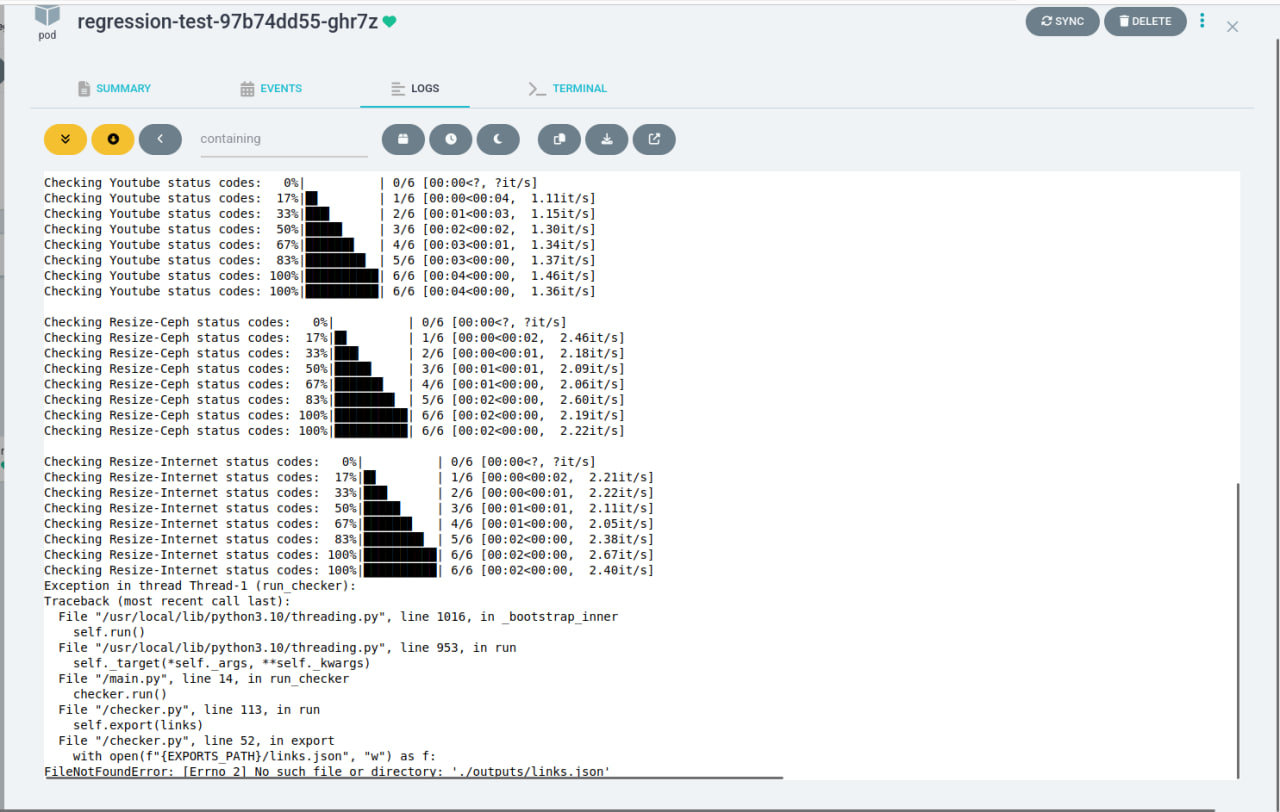 regression-test-97b74dd55-ghr7z
pod
SYNC
DELETE
SUMMARY
EVENTS
LOGS
TERMINAL
containing
Checking Youtube status codes:   0%|          | 0/6 [00:00<?, ?it/s]
Checking Youtube status codes:  17%|█▋        | 1/6 [00:00<00:04,  1.11it/s]
Checking Youtube status codes:  33%|███▎      | 2/6 [00:01<00:03,  1.15it/s]
Checking Youtube status codes:  50%|█████     | 3/6 [00:02<00:02,  1.30it/s]
Checking Youtube status codes:  67%|██████▋   | 4/6 [00:03<00:01,  1.34it/s]
Checking Youtube status codes:  83%|████████▎ | 5/6 [00:03<00:00,  1.37it/s]
Checking Youtube status codes: 100%|██████████| 6/6 [00:04<00:00,  1.46it/s]
Checking Youtube status codes: 100%|██████████| 6/6 [00:04<00:00,  1.36it/s]
Checking Resize-Ceph status codes:   0%|          | 0/6 [00:00<?, ?it/s]
Checking Resize-Ceph status codes:  17%|█▋        | 1/6 [00:00<00:02,  2.46it/s]
Checking Resize-Ceph status codes:  33%|███▎      | 2/6 [00:00<00:01,  2.18it/s]
Checking Resize-Ceph status codes:  50%|█████     | 3/6 [00:01<00:01,  2.09it/s]
Checking Resize-Ceph status codes:  67%|██████▋   | 4/6 [00:01<00:00,  2.06it/s]
Checking Resize-Ceph status codes:  83%|████████▎ | 5/6 [00:02<00:00,  2.60it/s]
Checking Resize-Ceph status codes: 100%|██████████| 6/6 [00:02<00:00,  2.19it/s]
Checking Resize-Ceph status codes: 100%|██████████| 6/6 [00:02<00:00,  2.22it/s]
Checking Resize-Internet status codes:   0%|          | 0/6 [00:00<?, ?it/s]
Checking Resize-Internet status codes:  17%|█▋        | 1/6 [00:00<00:02,  2.21it/s]
Checking Resize-Internet status codes:  33%|███▎      | 2/6 [00:00<00:01,  2.22it/s]
Checking Resize-Internet status codes:  50%|█████     | 3/6 [00:01<00:01,  2.11it/s]
Checking Resize-Internet status codes:  67%|██████▋   | 4/6 [00:01<00:00,  2.05it/s]
Checking Resize-Internet status codes:  83%|████████▎ | 5/6 [00:02<00:00,  2.38it/s]
Checking Resize-Internet status codes: 100%|██████████| 6/6 [00:02<00:00,  2.67it/s]
Checking Resize-Internet status codes: 100%|██████████| 6/6 [00:02<00:00,  2.40it/s]
Exception in thread Thread-1 (run_checker):
Traceback (most recent call last):
  File "/usr/local/lib/python3.10/threading.py", line 1016, in _bootstrap_inner
    self.run()
  File "/usr/local/lib/python3.10/threading.py", line 953, in run
    self._target(*self._args, **self._kwargs)
  File "/main.py", line 14, in run_checker
    checker.run()
  File "/checker.py", line 113, in run
    self.export(links)
  File "/checker.py", line 52, in export
    with open(f"{EXPORTS_PATH}/links.json", "w") as f:
FileNotFoundError: [Errno 2] No such file or directory: './outputs/links.json'